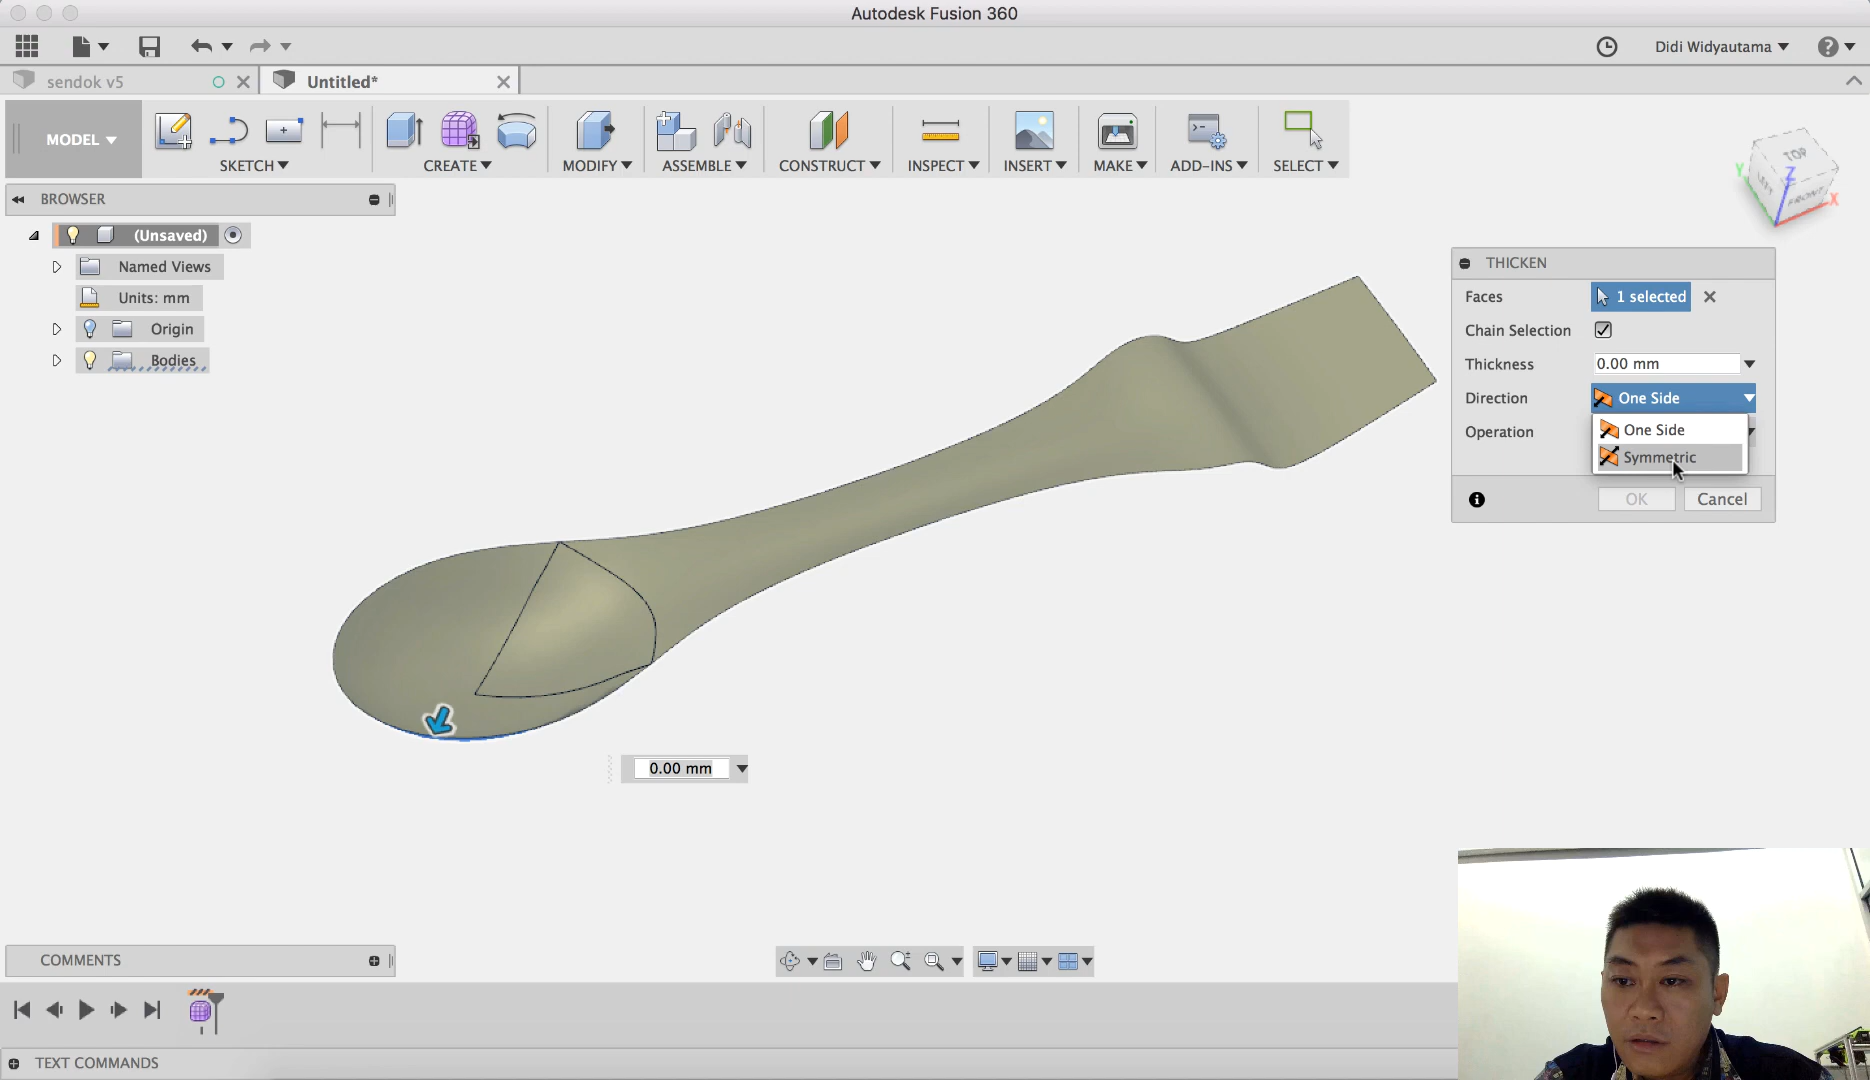 Autodesk Fusion 360
Didi Widyautama
sendok v5
Untitled*
MODEL
SKETCH
CREATE
MODIFY
ASSEMBLE
CONSTRUCT
INSPECT
INSERT
MAKE
ADD-INS
SELECT
TOP
LEFT
FRONT
Z
Y
X
BROWSER
(Unsaved)
Named Views
Units: mm
Origin
Bodies
THICKEN
Faces
1 selected
Chain Selection
Thickness
0.00 mm
Direction
One Side
One Side
Operation
Symmetric
OK
Cancel
0.00 mm
COMMENTS
TEXT COMMANDS